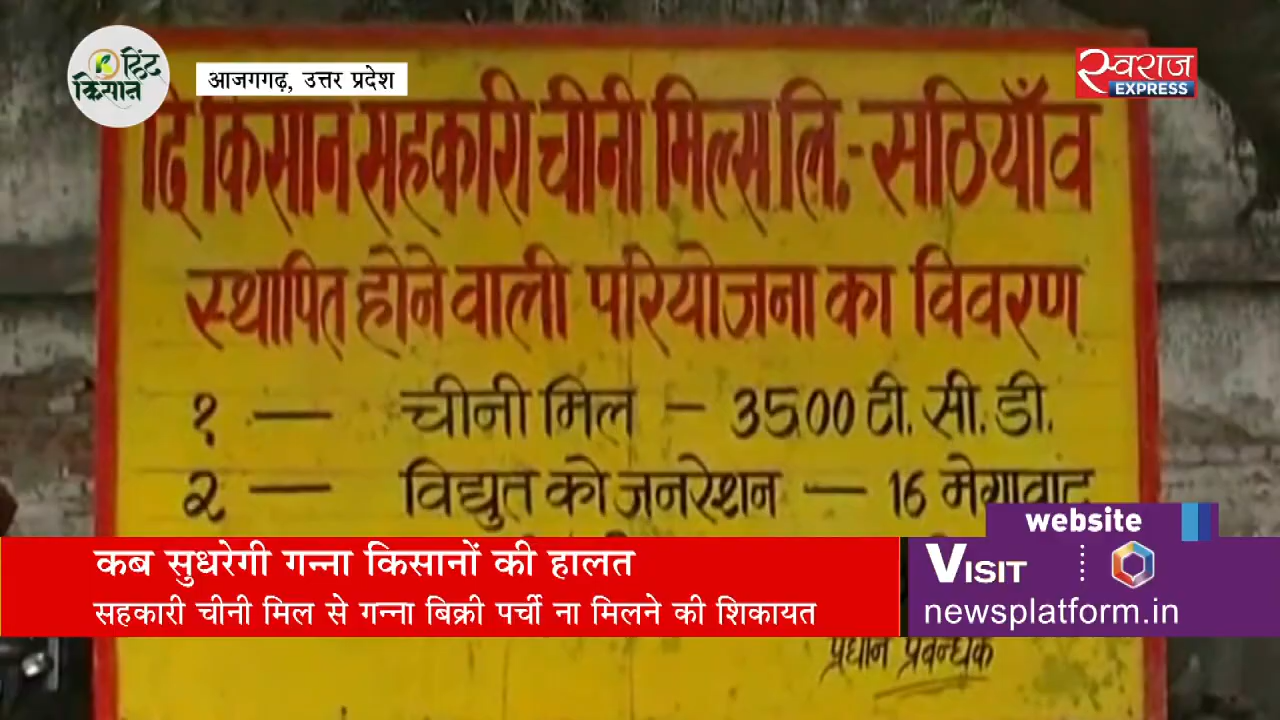 हिंद
किसान
आजगगढ़, उत्तर प्रदेश
स्वराज
EXPRESS
दि किसान सहकारी चीनी मिल्स लि.-सठियाँव
स्थापित होने वाली परियोजना का विवरण
१ — चीनी मिल - 3500 टी. सी. डी.
२ — विद्युत को जनरेशन — 16 मेगावाट
website
कब सुधरेगी गन्ना किसानों की हालत
VISIT
सहकारी चीनी मिल से गन्ना बिक्री पर्ची ना मिलने की शिकायत
newsplatform.in
प्रधान प्रबन्धक